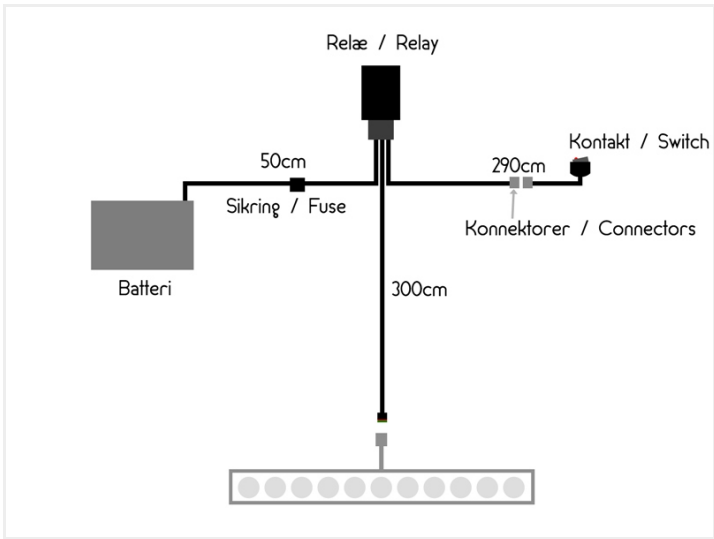 Relæ / Relay
Kontakt / Switch
50cm
290cm
Sikring / Fuse
Konnektorer / Connectors
Batteri
300cm